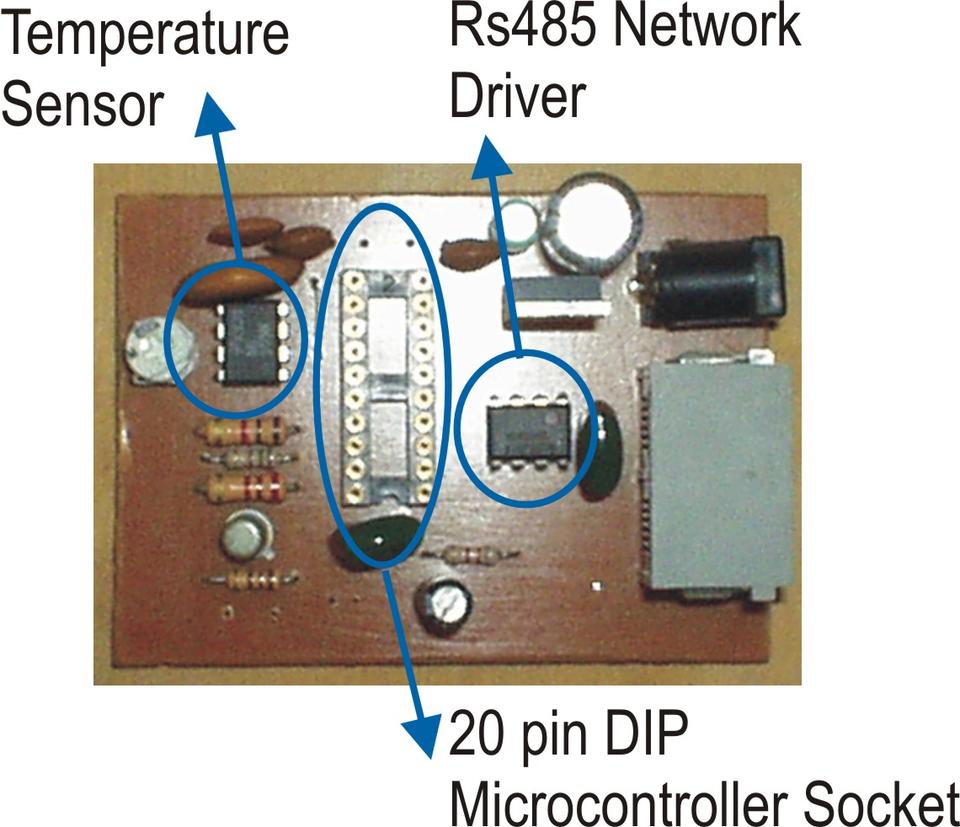 Temperature
Sensor
Rs485 Network
Driver
20 pin DIP
Microcontroller Socket